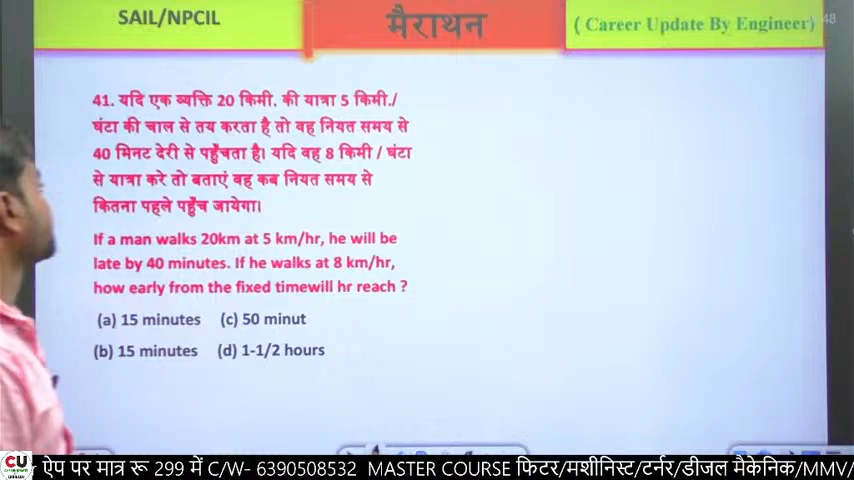 SAIL/NPCIL
मैराथन
( Career Update By Engineer)
48
41. यदि एक व्यक्ति 20 किमी. की यात्रा 5 किमी./
घंटा की चाल से तय करता है तो वह नियत समय से
40 मिनट देरी से पहुँचता है। यदि वह 8 किमी / घंटा
से यात्रा करे तो बताएं वह कब नियत समय से
कितना पहले पहुँच जायेगा।
If a man walks 20km at 5 km/hr, he will be
late by 40 minutes. If he walks at 8 km/hr,
how early from the fixed timewill hr reach ?
(a) 15 minutes (c) 50 minut
(b) 15 minutes (d) 1-1/2 hours
CU
ऐप पर मात्र रू 299 में C/W- 6390508532 MASTER COURSE फिटर/मशीनिस्ट/टर्नर/डीजल मैकेनिक/MMV/